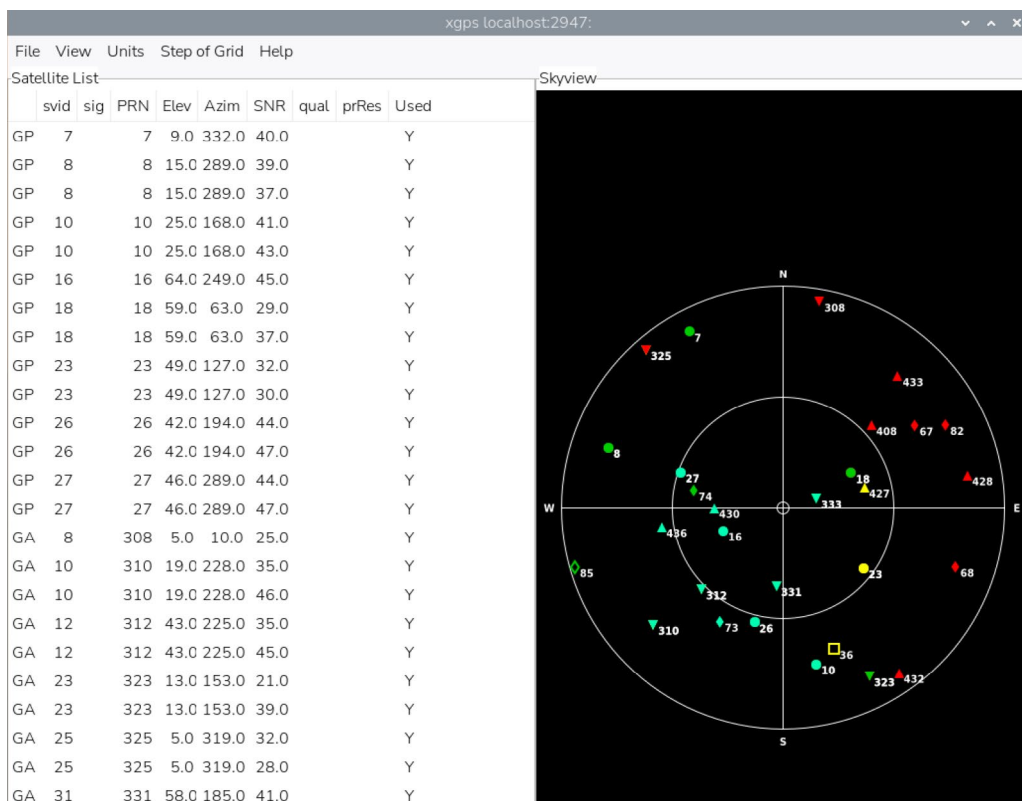 xgps localhost:2947:
File View Units Step of Grid Help
Satellite List
svid sig PRN Elev Azim SNR qual prRes Used
GP 7 7 9.0 332.0 40.0 Y
GP 8 8 15.0 289.0 39.0 Y
GP 8 8 15.0 289.0 37.0 Y
GP 10 10 25.0 168.0 41.0 Y
GP 10 10 25.0 168.0 43.0 Y
GP 16 16 64.0 249.0 45.0 Y
GP 18 18 59.0 63.0 29.0 Y
GP 18 18 59.0 63.0 37.0 Y
GP 23 23 49.0 127.0 32.0 Y
GP 23 23 49.0 127.0 30.0 Y
GP 26 26 42.0 194.0 44.0 Y
GP 26 26 42.0 194.0 47.0 Y
GP 27 27 46.0 289.0 44.0 Y
GP 27 27 46.0 289.0 47.0 Y
GA 8 308 5.0 10.0 25.0 Y
GA 10 310 19.0 228.0 35.0 Y
GA 10 310 19.0 228.0 46.0 Y
GA 12 312 43.0 225.0 35.0 Y
GA 12 312 43.0 225.0 45.0 Y
GA 23 323 13.0 153.0 21.0 Y
GA 23 323 13.0 153.0 39.0 Y
GA 25 325 5.0 319.0 32.0 Y
GA 25 325 5.0 319.0 28.0 Y
GA 31 331 58.0 185.0 41.0 Y
Skyview
N
308
7
325
433
408 67 82
8
27
18
428
74
427
333
W
430
E
436
16
85
23
68
312
331
310
73
26
36
10
323
432
S